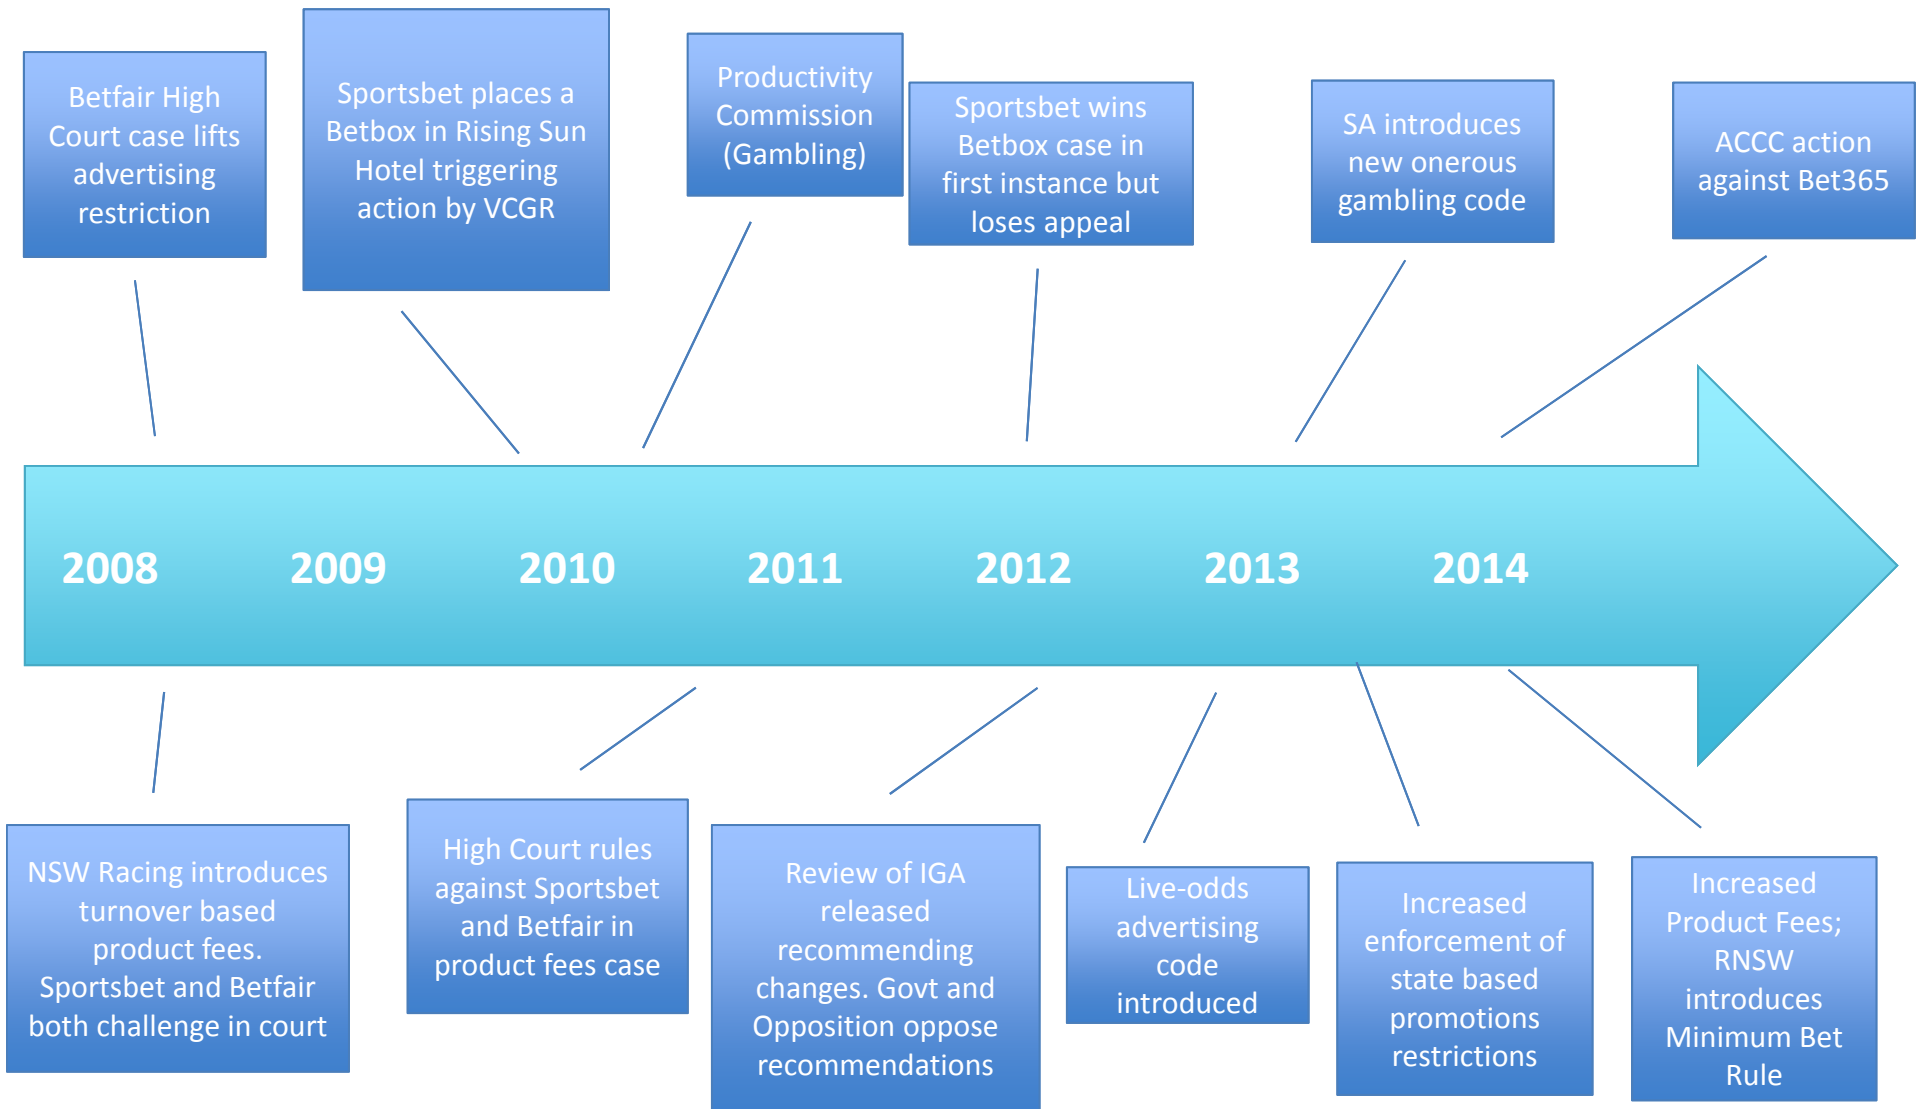 Betfair High
Court case lifts
advertising
restriction
Sportsbet places a
Betbox in Rising Sun
Hotel triggering
action by VCGR
Productivity
Commission
(Gambling)
Sportsbet wins
Betbox case in
first instance but
loses appeal
SA introduces
new onerous
gambling code
ACCC action
against Bet365
2008
2009
2010
2011
2012
2013
2014
NSW Racing introduces
turnover based
product fees.
Sportsbet and Betfair
both challenge in court
High Court rules
against Sportsbet
and Betfair in
product fees case
Review of IGA
released
recommending
changes. Govt and
Opposition oppose
recommendations
Live-odds
advertising
code
introduced
Increased
enforcement of
state based
promotions
restrictions
Increased
Product Fees;
RNSW
introduces
Minimum Bet
Rule